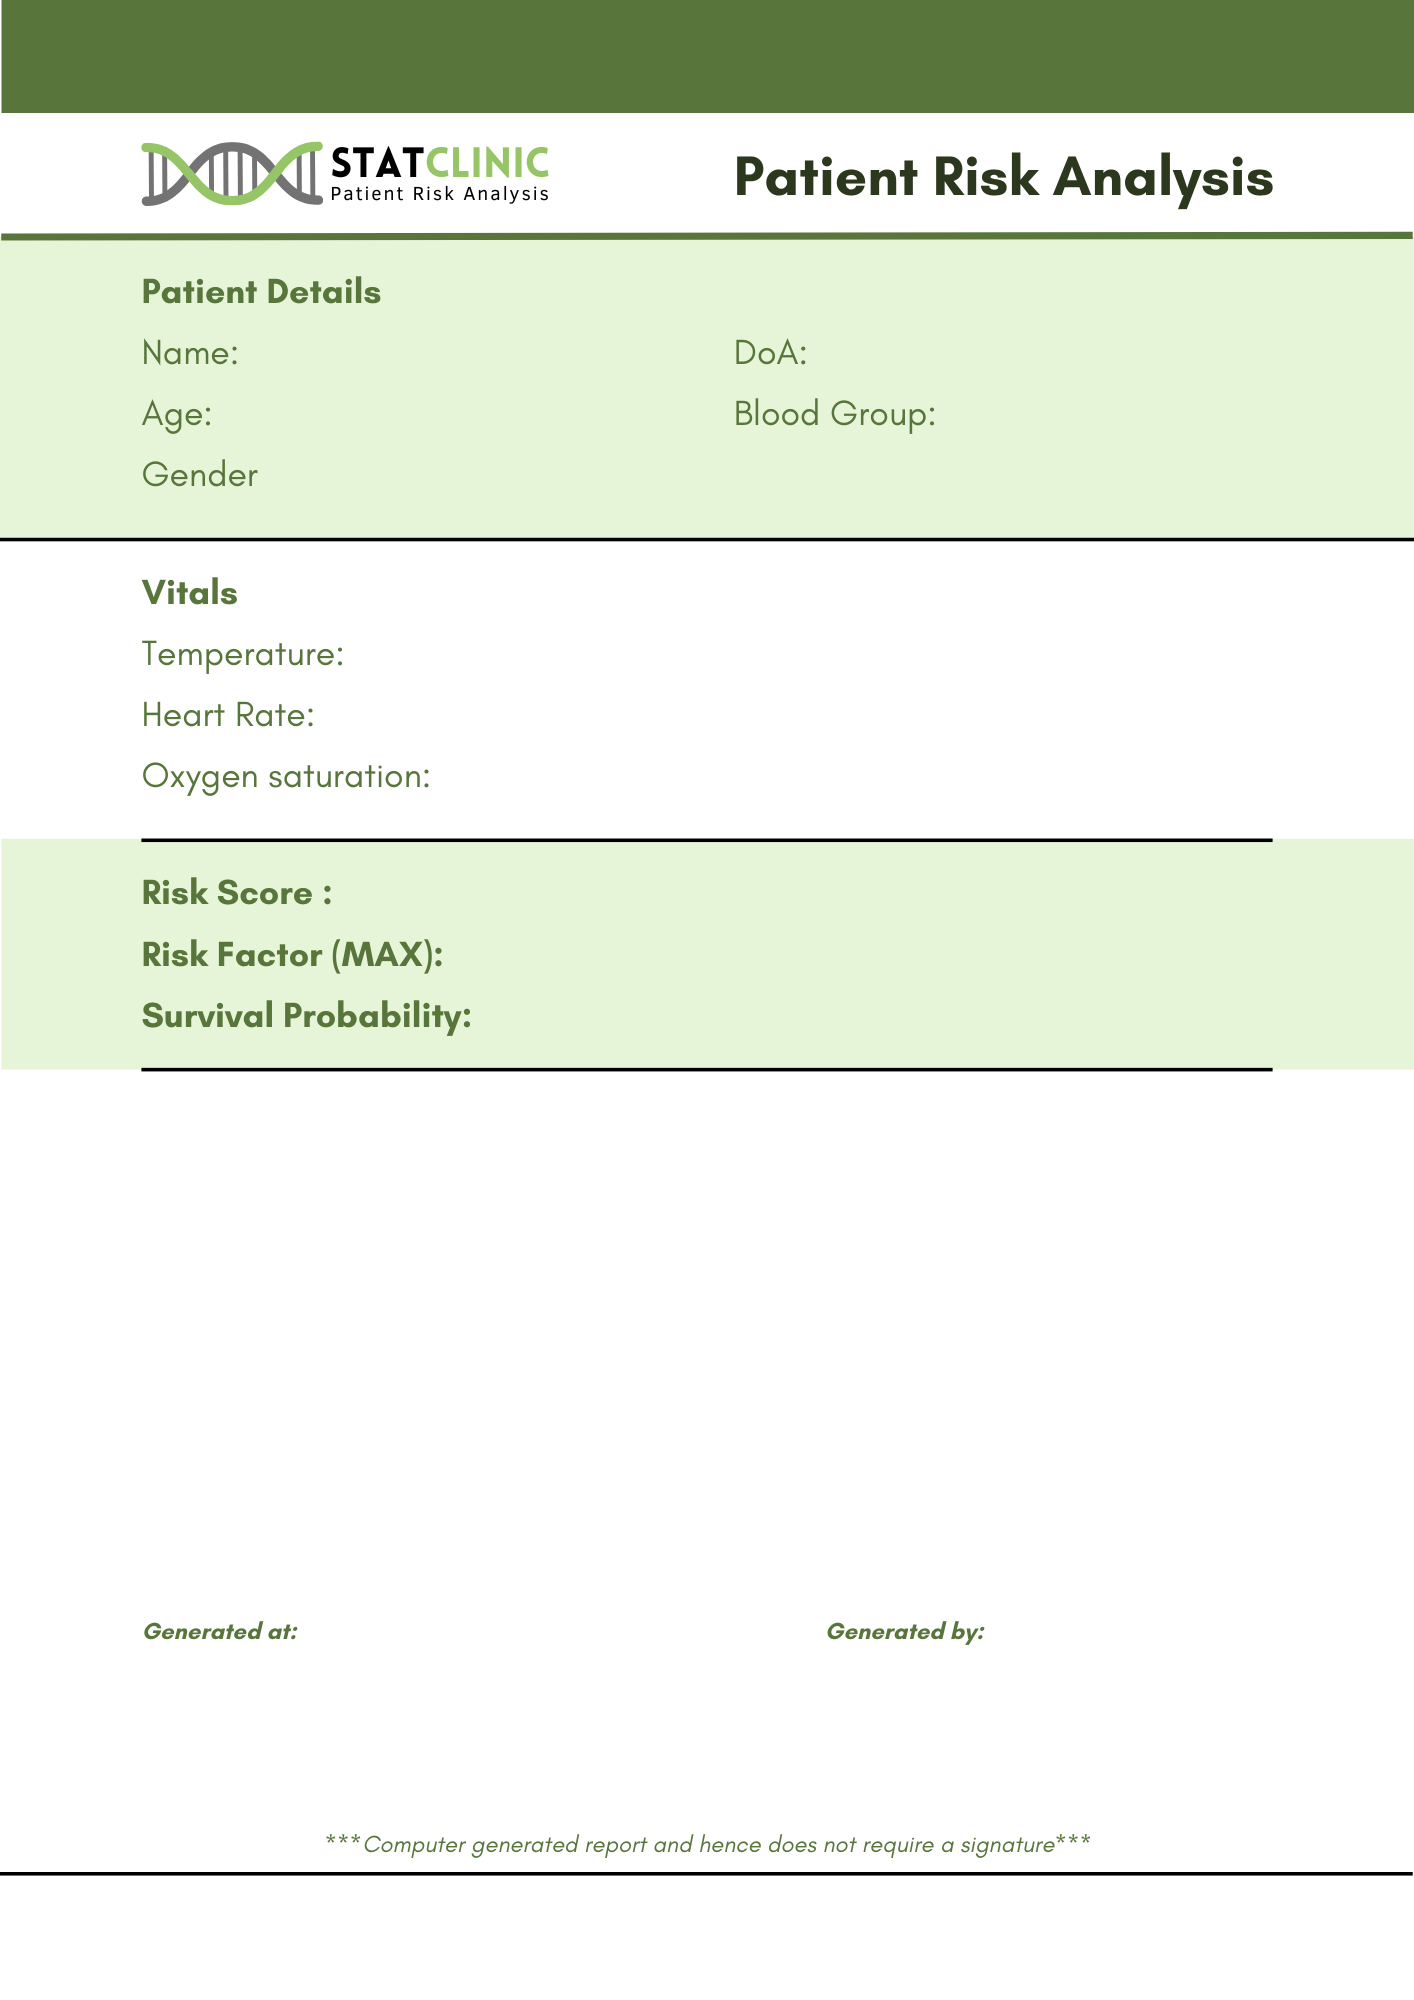 STATCLINIC
Patient Risk Analysis
Patient Risk Analysis
Patient Details
Name:
DoA:
Age:
Blood Group:
Gender
Vitals
Temperature:
Heart Rate:
Oxygen saturation:
Risk Score :
Risk Factor (MAX):
Survival Probability:
Generated at:
Generated by:
***Computer generated report and hence does not require a signature***